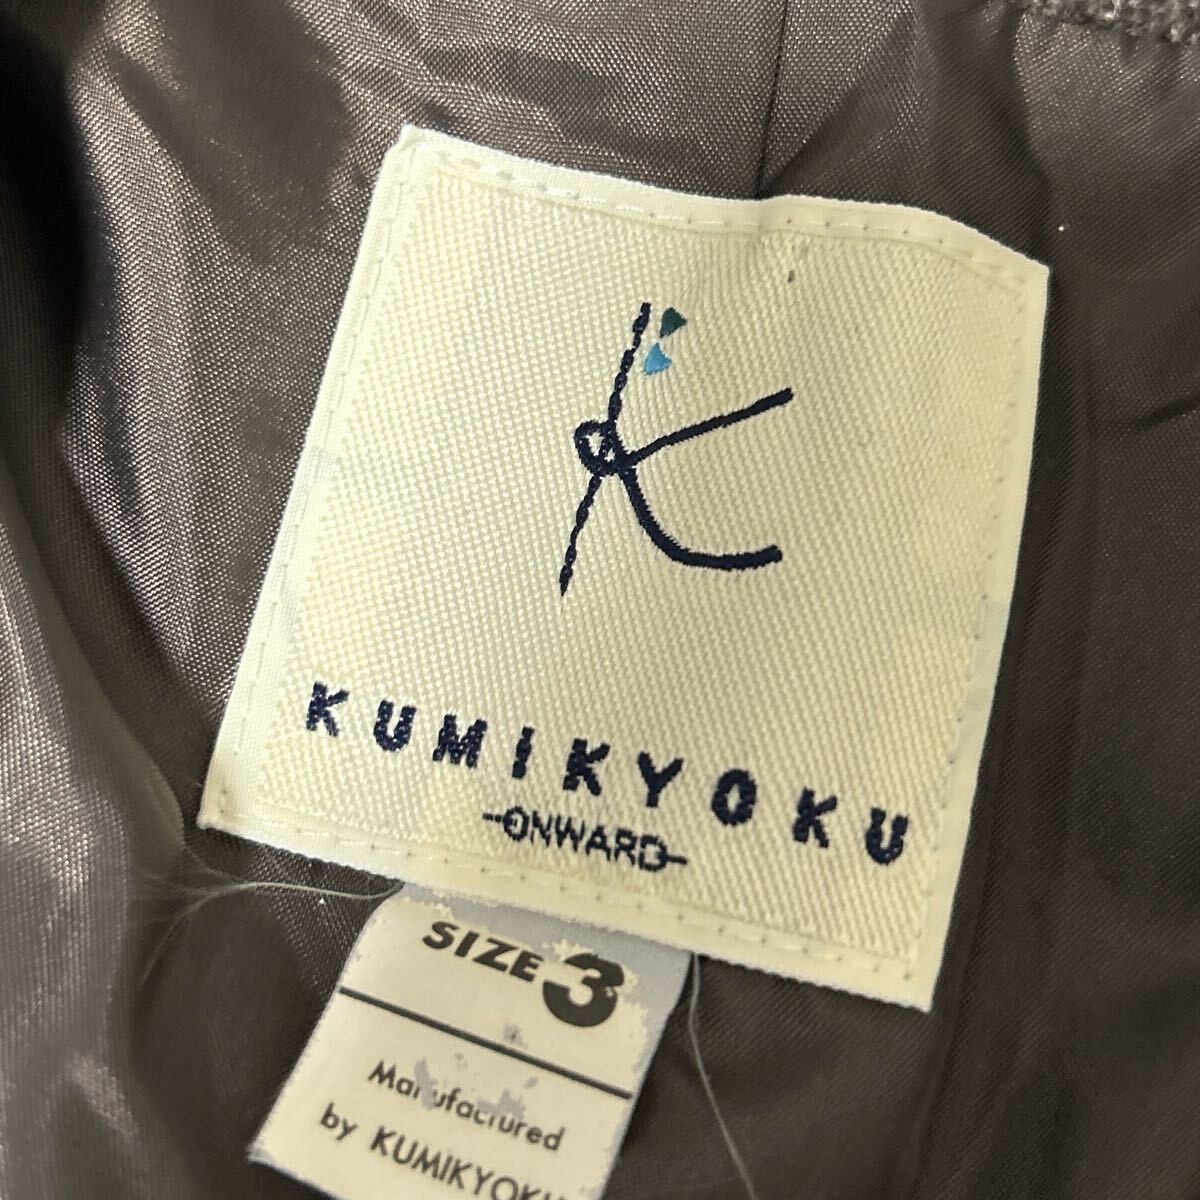 K
KUMIKYOKU
ONWARD
SIZE 3
Manufactured
by KUMIKYOKU